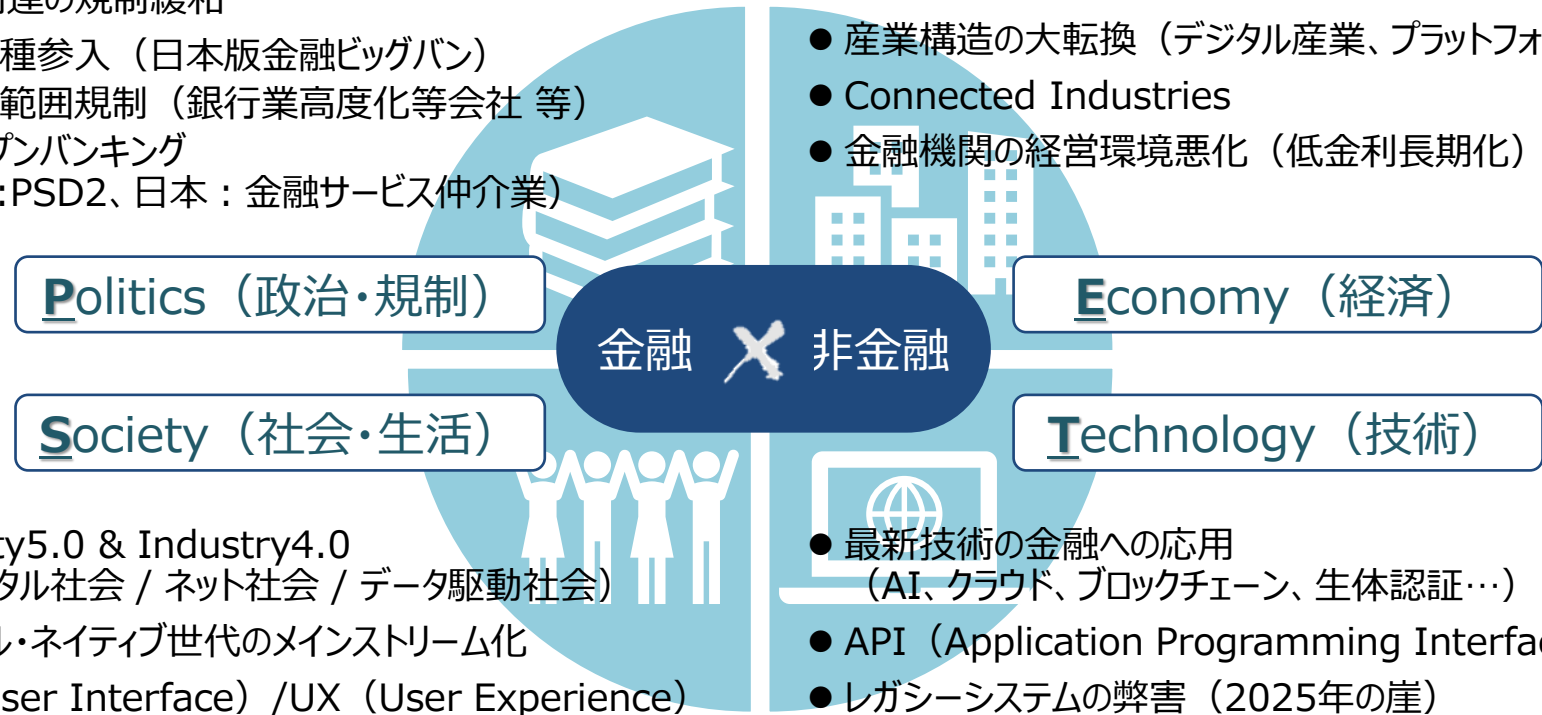 の規制緩和
種参入（日本版金融ビッグバン）
範囲規制（銀行業高度化等会社 等）
プンバンキング
:PSD2、日本：金融サービス仲介業）
● 産業構造の大転換（デジタル産業、プラットフォ
● Connected Industries
● 金融機関の経営環境悪化（低金利長期化）
Politics（政治・規制）
Economy（経済）
金融 × 非金融
Society（社会・生活）
Technology（技術）
ty5.0 & Industry4.0
タル社会 / ネット社会 / データ駆動社会）
ル・ネイティブ世代のメインストリーム化
ser Interface）/UX（User Experience）
● 最新技術の金融への応用
（AI、クラウド、ブロックチェーン、生体認証…）
● API（Application Programming Interfac
● レガシーシステムの弊害（2025年の崖）